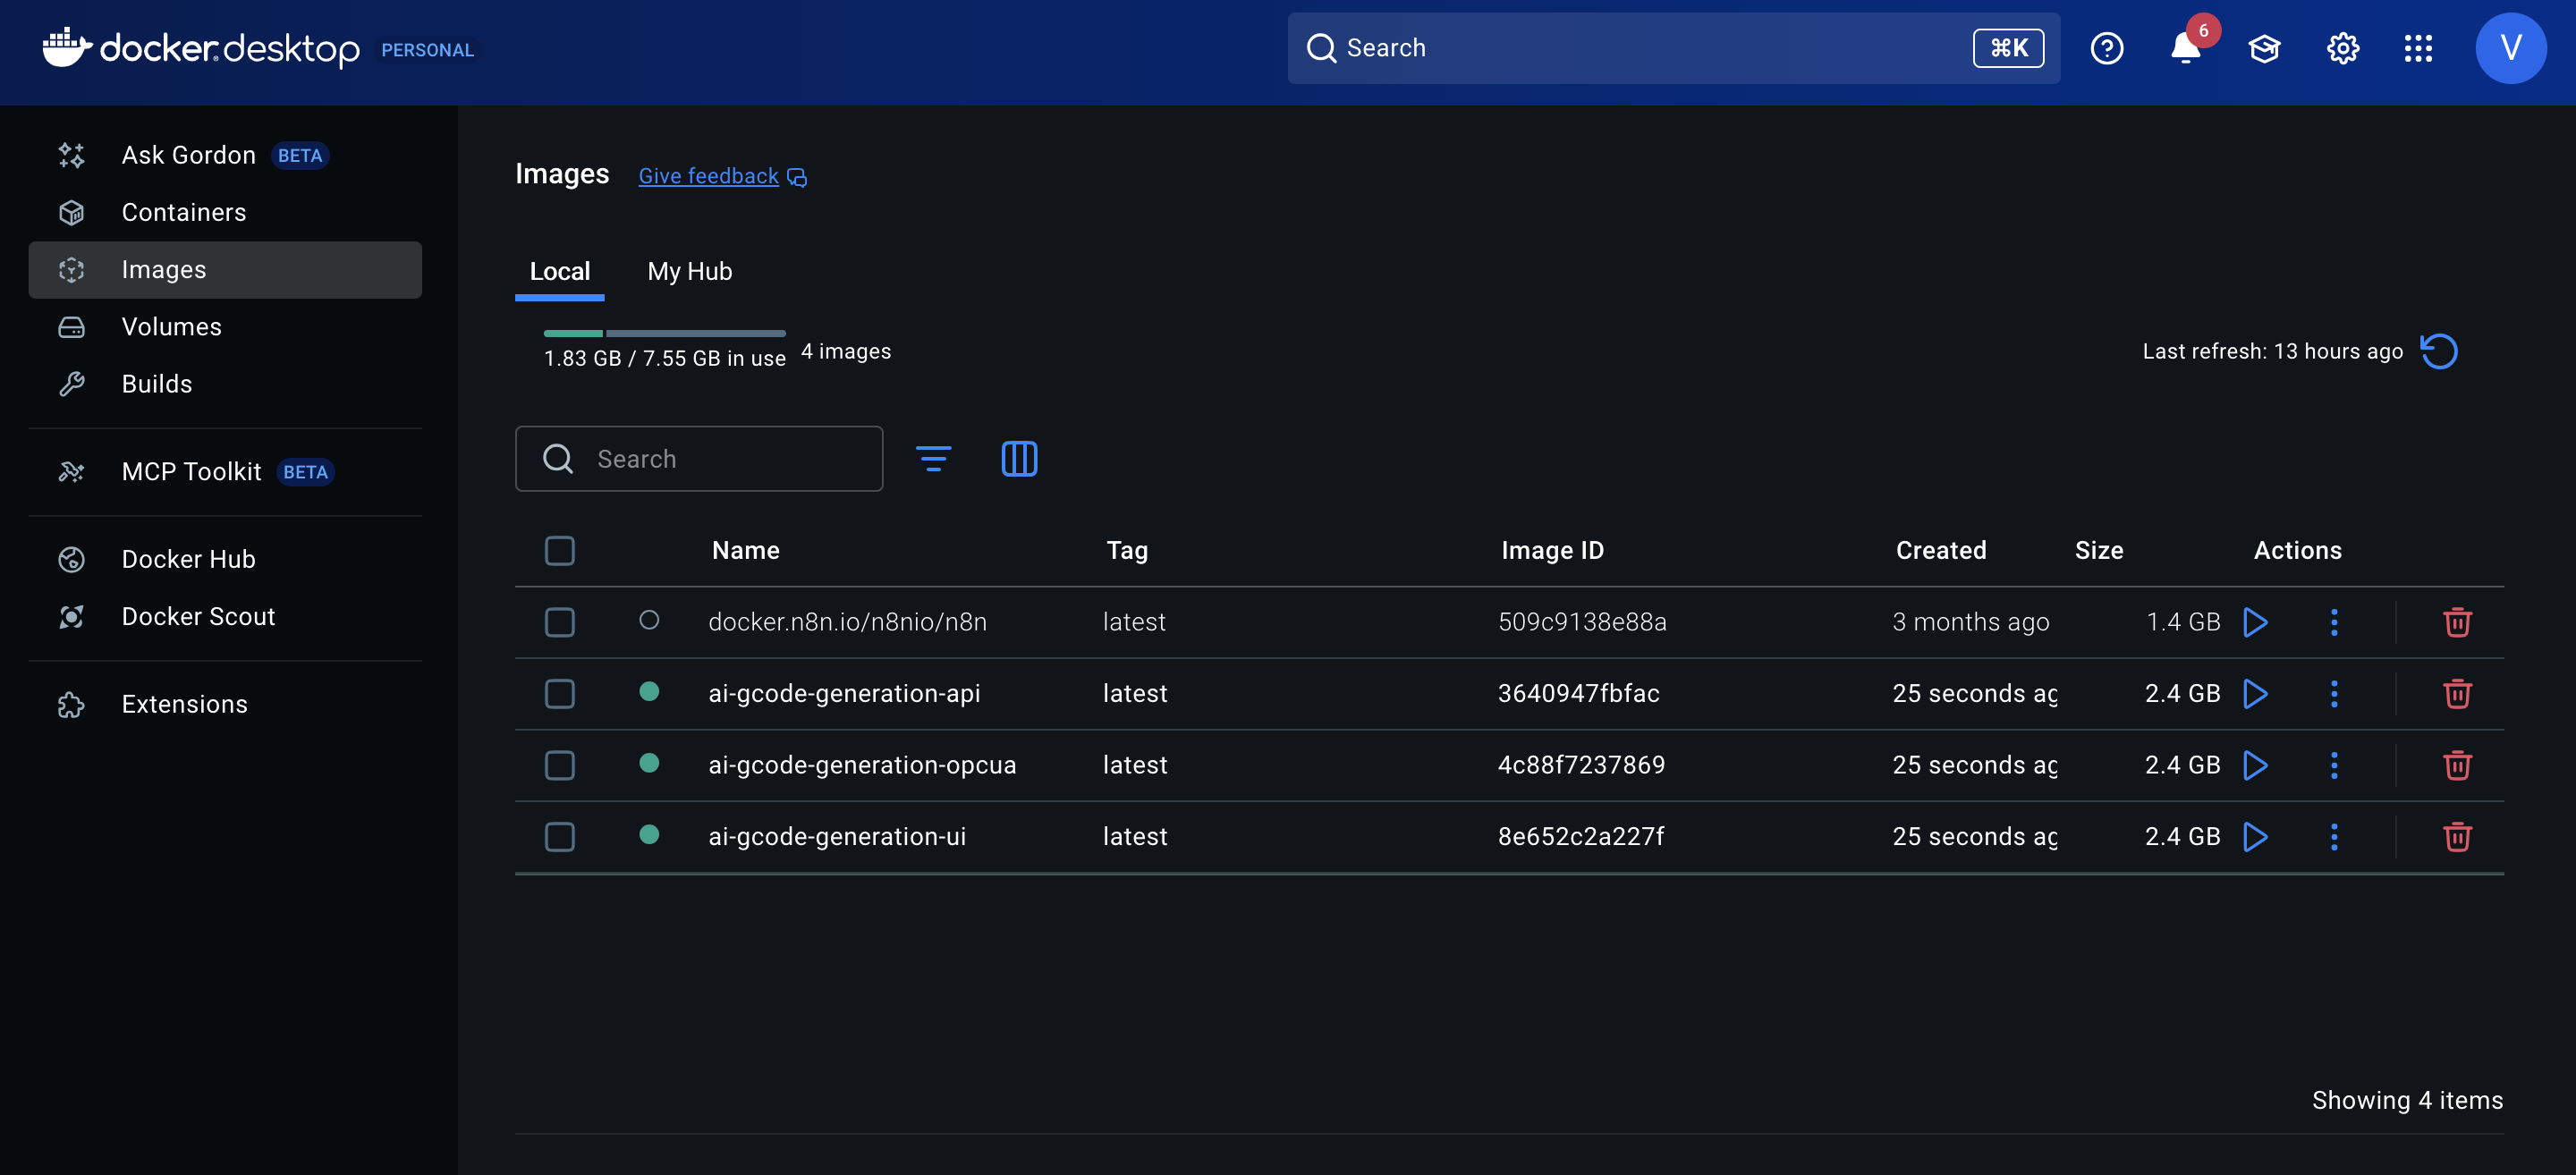 docker.desktop PERSONAL
Search ⌘K 6 V
Ask Gordon BETA
Containers
Images
Volumes
Builds
MCP Toolkit BETA
Docker Hub
Docker Scout
Extensions
Images Give feedback
Local My Hub
1.83 GB / 7.55 GB in use 4 images
Last refresh: 13 hours ago
Search
Name Tag Image ID Created Size Actions
docker.n8n.io/n8nio/n8n latest 509c9138e88a 3 months ago 1.4 GB
ai-gcode-generation-api latest 3640947fbfac 25 seconds ag 2.4 GB
ai-gcode-generation-opcua latest 4c88f7237869 25 seconds ag 2.4 GB
ai-gcode-generation-ui latest 8e652c2a227f 25 seconds ag 2.4 GB
Showing 4 items